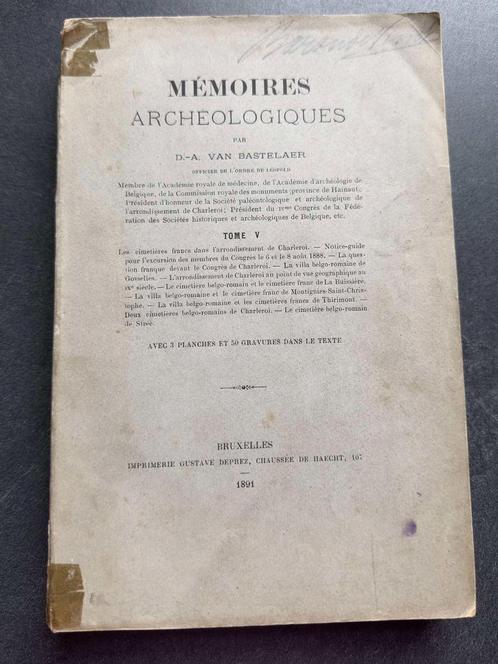 MÉMOIRES
ARCHÉOLOGIQUES
PAR
D.-A. VAN BASTELAER
OFFICIER DE L'ORDRE DE LÉOPOLD
Membre de l'Académie royale de médecine, de l'Académie d'archéologie de
Belgique, de la Commission royale des monuments (province de Hainaut);
Président d'honneur de la Société paléontologique et archéologique de
l'arrondissement de Charleroi; Président du IVme Congrès de la Fédé-
ration des Sociétés historiques et archéologiques de Belgique, etc.
TOME V
Les cimetières francs dans l'arrondissement de Charleroi. — Notice-guide
pour l'excursion des membres du Congrès le 6 et le 8 août 1888. — La ques-
tion franque devant le Congrès de Charleroi. — La villa belgo-romaine de
Gosselies. — L'arrondissement de Charleroi au point de vue géographique au
IXe siècle. — Le cimetière belgo-romain et le cimetière franc de La Buissière.
— La villa belgo-romaine et le cimetière franc de Montignies-Saint-Chris-
tophe. — La villa belgo-romaine et les cimetières francs de Thirimont. —
Deux cimetières belgo-romains de Charleroi. — Le cimetière belgo-romain
de Strée.
AVEC 3 PLANCHES ET 50 GRAVURES DANS LE TEXTE
BRUXELLES
IMPRIMERIE GUSTAVE DEPREZ, CHAUSSÉE DE HAECHT, 107
1891